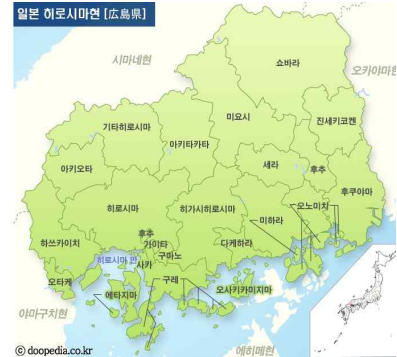 일본 히로시마현 [広島県]
시마네현
쇼바라
오카야마현
미요시
진세키코겐
기타히로시마
아키타카타
아키오타
세라
후추
후쿠야마
히로시마
히가시히로시마
오노미치
미하라
하쓰카이치
후추
가이타
다케하라
히로시마 만
사카
구마노
오타케
구레
오사키카미지마
에타지마
야마구치현
에히메현
© doopedia.co.kr